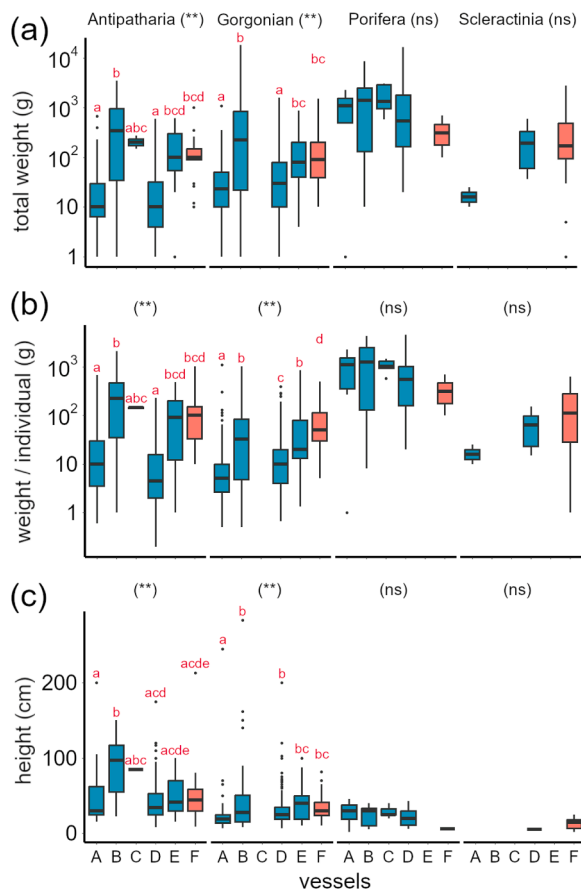 (a) Antipatharia (**) Gorgonian (**) Porifera (ns) Scleractinia (ns)
total weight (g)
10⁴
10³
10²
10
1
a b abc a bcd bcd
a b a bc bc
(b) (**) (**) (ns) (ns)
weight / individual (g)
10³
10²
10
1
a b abc a bcd bcd
a b c b d
(c) (**) (**) (ns) (ns)
height (cm)
200
100
0
a b abc acd acde acde
a b b bc bc
A B C D E F A B C D E F A B C D E F A B C D E F
vessels